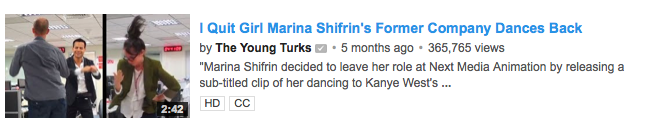 I Quit Girl Marina Shifrin's Former Company Dances Back
by The Young Turks • 5 months ago • 365,765 views
"Marina Shifrin decided to leave her role at Next Media Animation by releasing a
sub-titled clip of her dancing to Kanye West's ...
2:42
HD CC